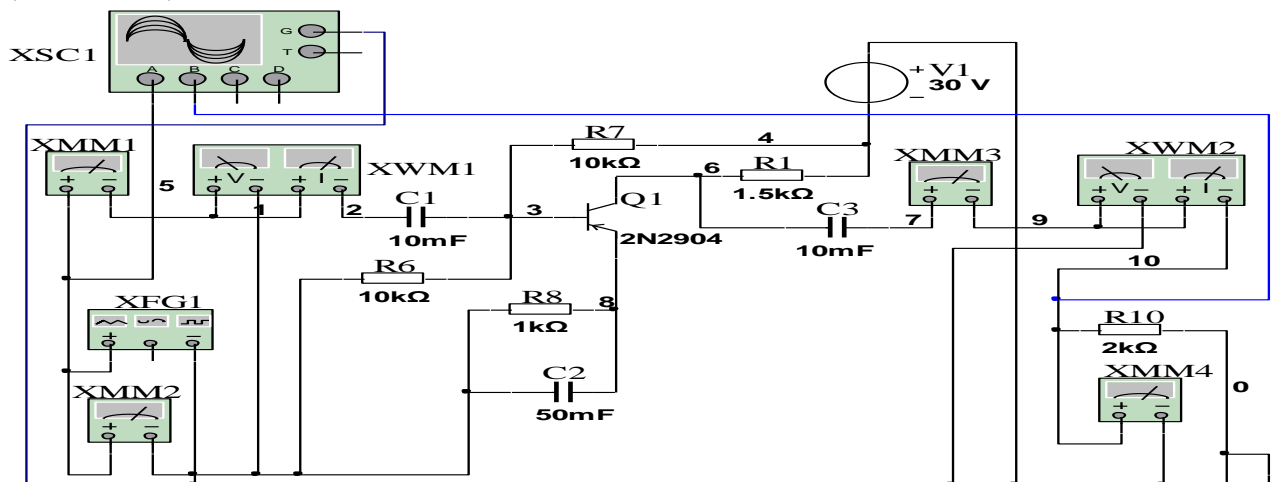 XSC1
G
T
A B C D
+ V1
−
30 V
XMM1
+ −
XWM1
V I
+ − + −
R7
10kΩ
4
R1
1.5kΩ
6
XMM3
+ −
XWM2
V I
+ − + −
5
1
2
C1
10mF
3
Q1
2N2904
C3
10mF
7
9
10
R6
10kΩ
XFG1
+ −
R8
1kΩ
8
R10
2kΩ
XMM2
+ −
C2
50mF
XMM4
+ −
0